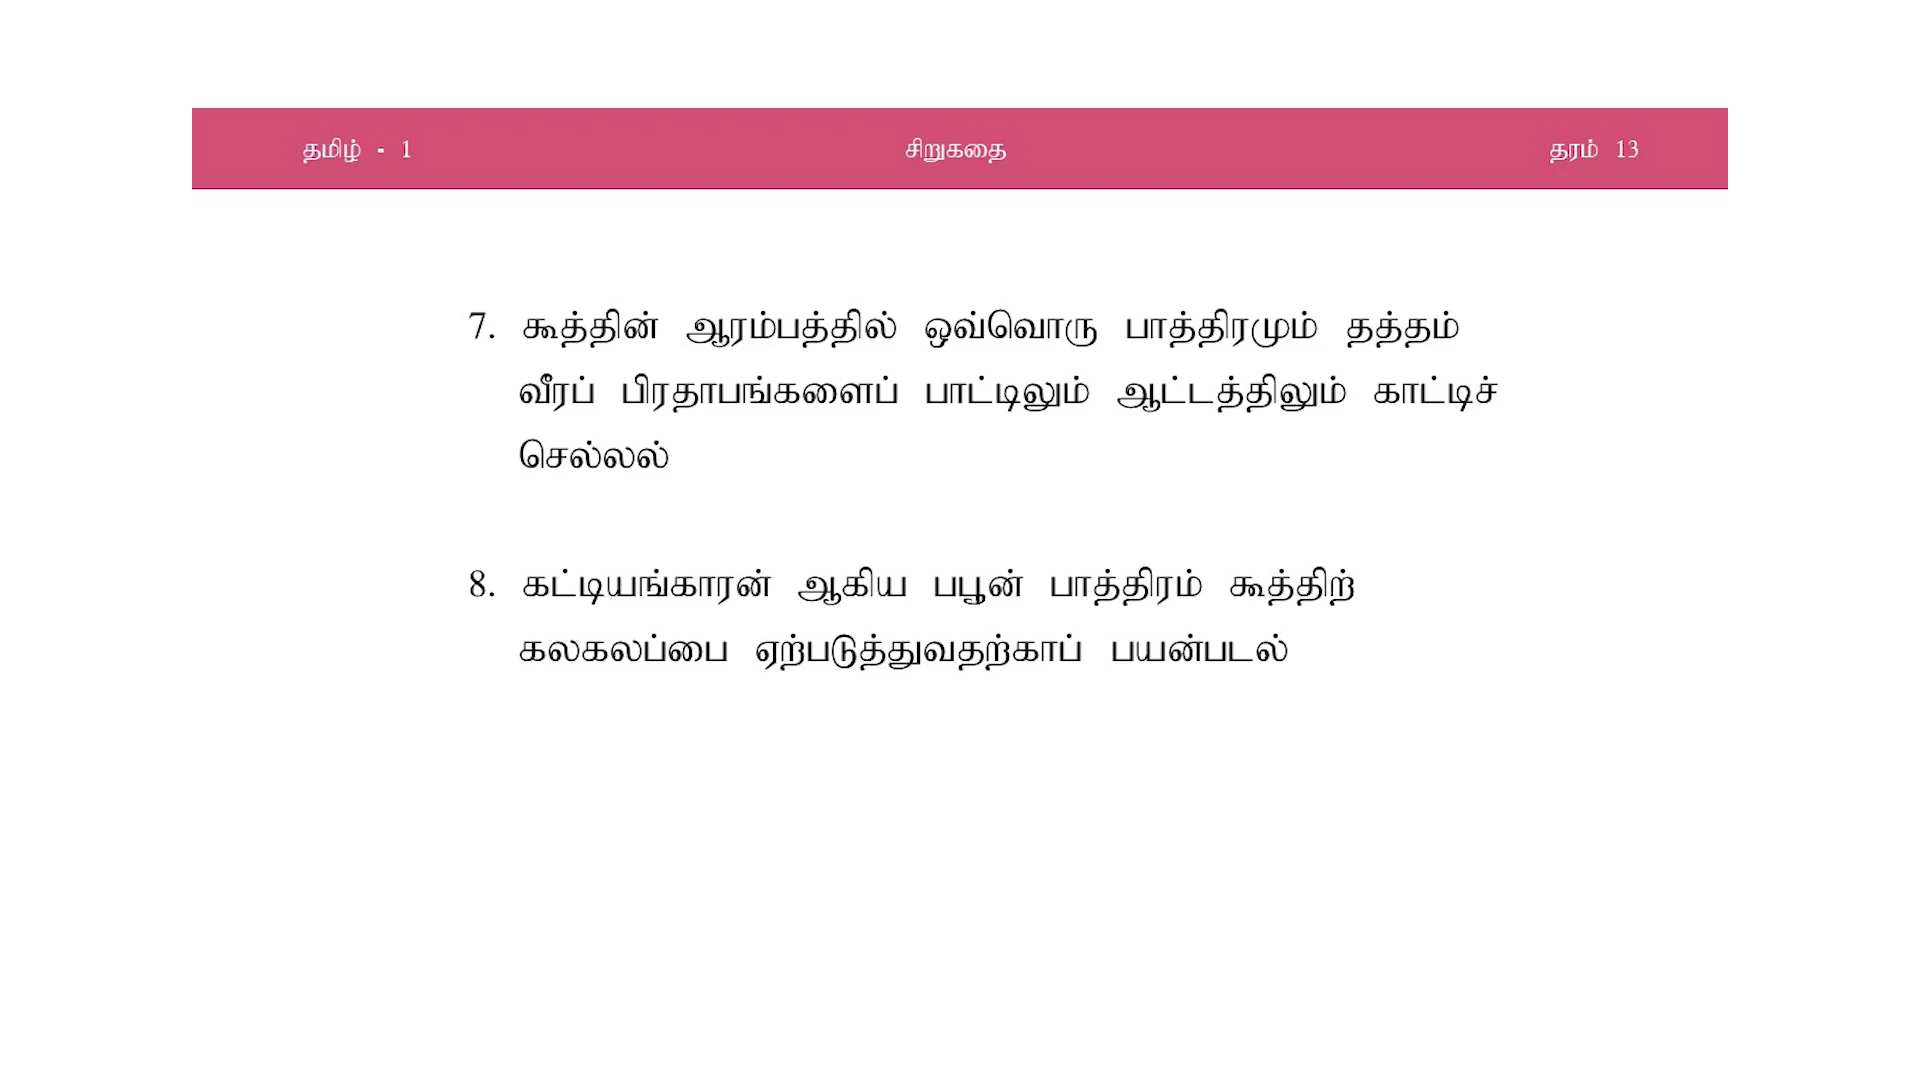 தமிழ் - 1 சிறுகதை தரம் 13
7. கூத்தின் ஆரம்பத்தில் ஒவ்வொரு பாத்திரமும் தத்தம்
வீரப் பிரதாபங்களைப் பாட்டிலும் ஆட்டத்திலும் காட்டிச்
செல்லல்
8. கட்டியங்காரன் ஆகிய பபூன் பாத்திரம் கூத்திற்
கலகலப்பை ஏற்படுத்துவதற்காப் பயன்படல்